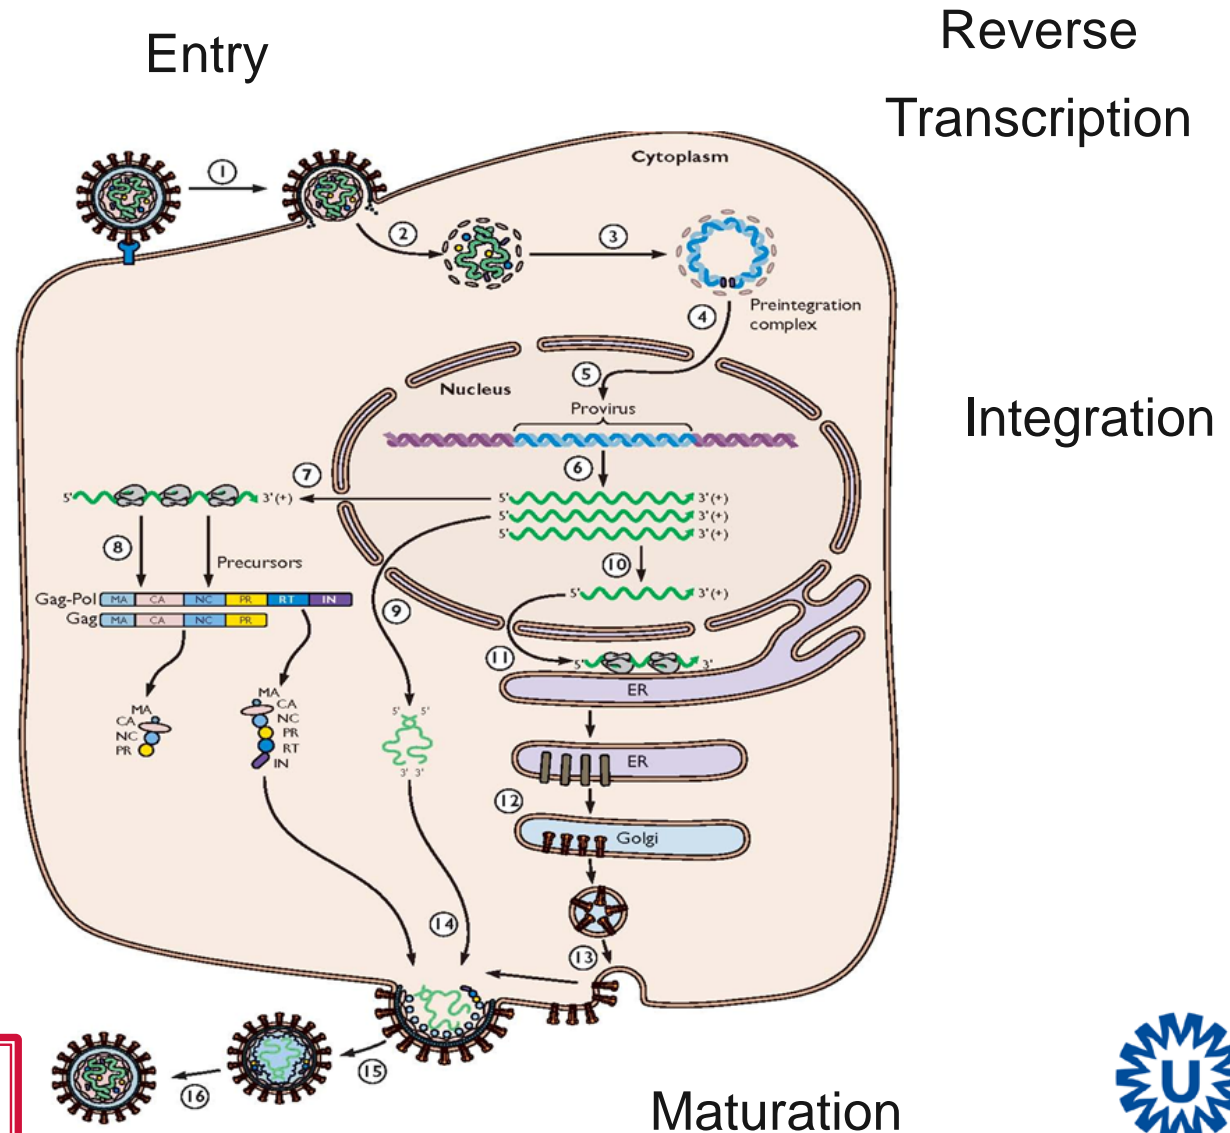 Entry
Reverse
Transcription
Cytoplasm
1
2
3
4
Preintegration
complex
5
Nucleus
Provirus
Integration
6
7
5' 3'(+)
5' 3'(+)
5' 3'(+)
5' 3'(+)
8
Precursors
10
Gag-Pol MA CA NC PR RT IN
Gag MA CA NC PR
9
5' 3'(+)
11
5' 3'
ER
MA
CA
NC
PR
MA
CA
NC
PR
RT
IN
5' 5'
3' 3'
ER
12
Golgi
14
13
15
16
Maturation
U